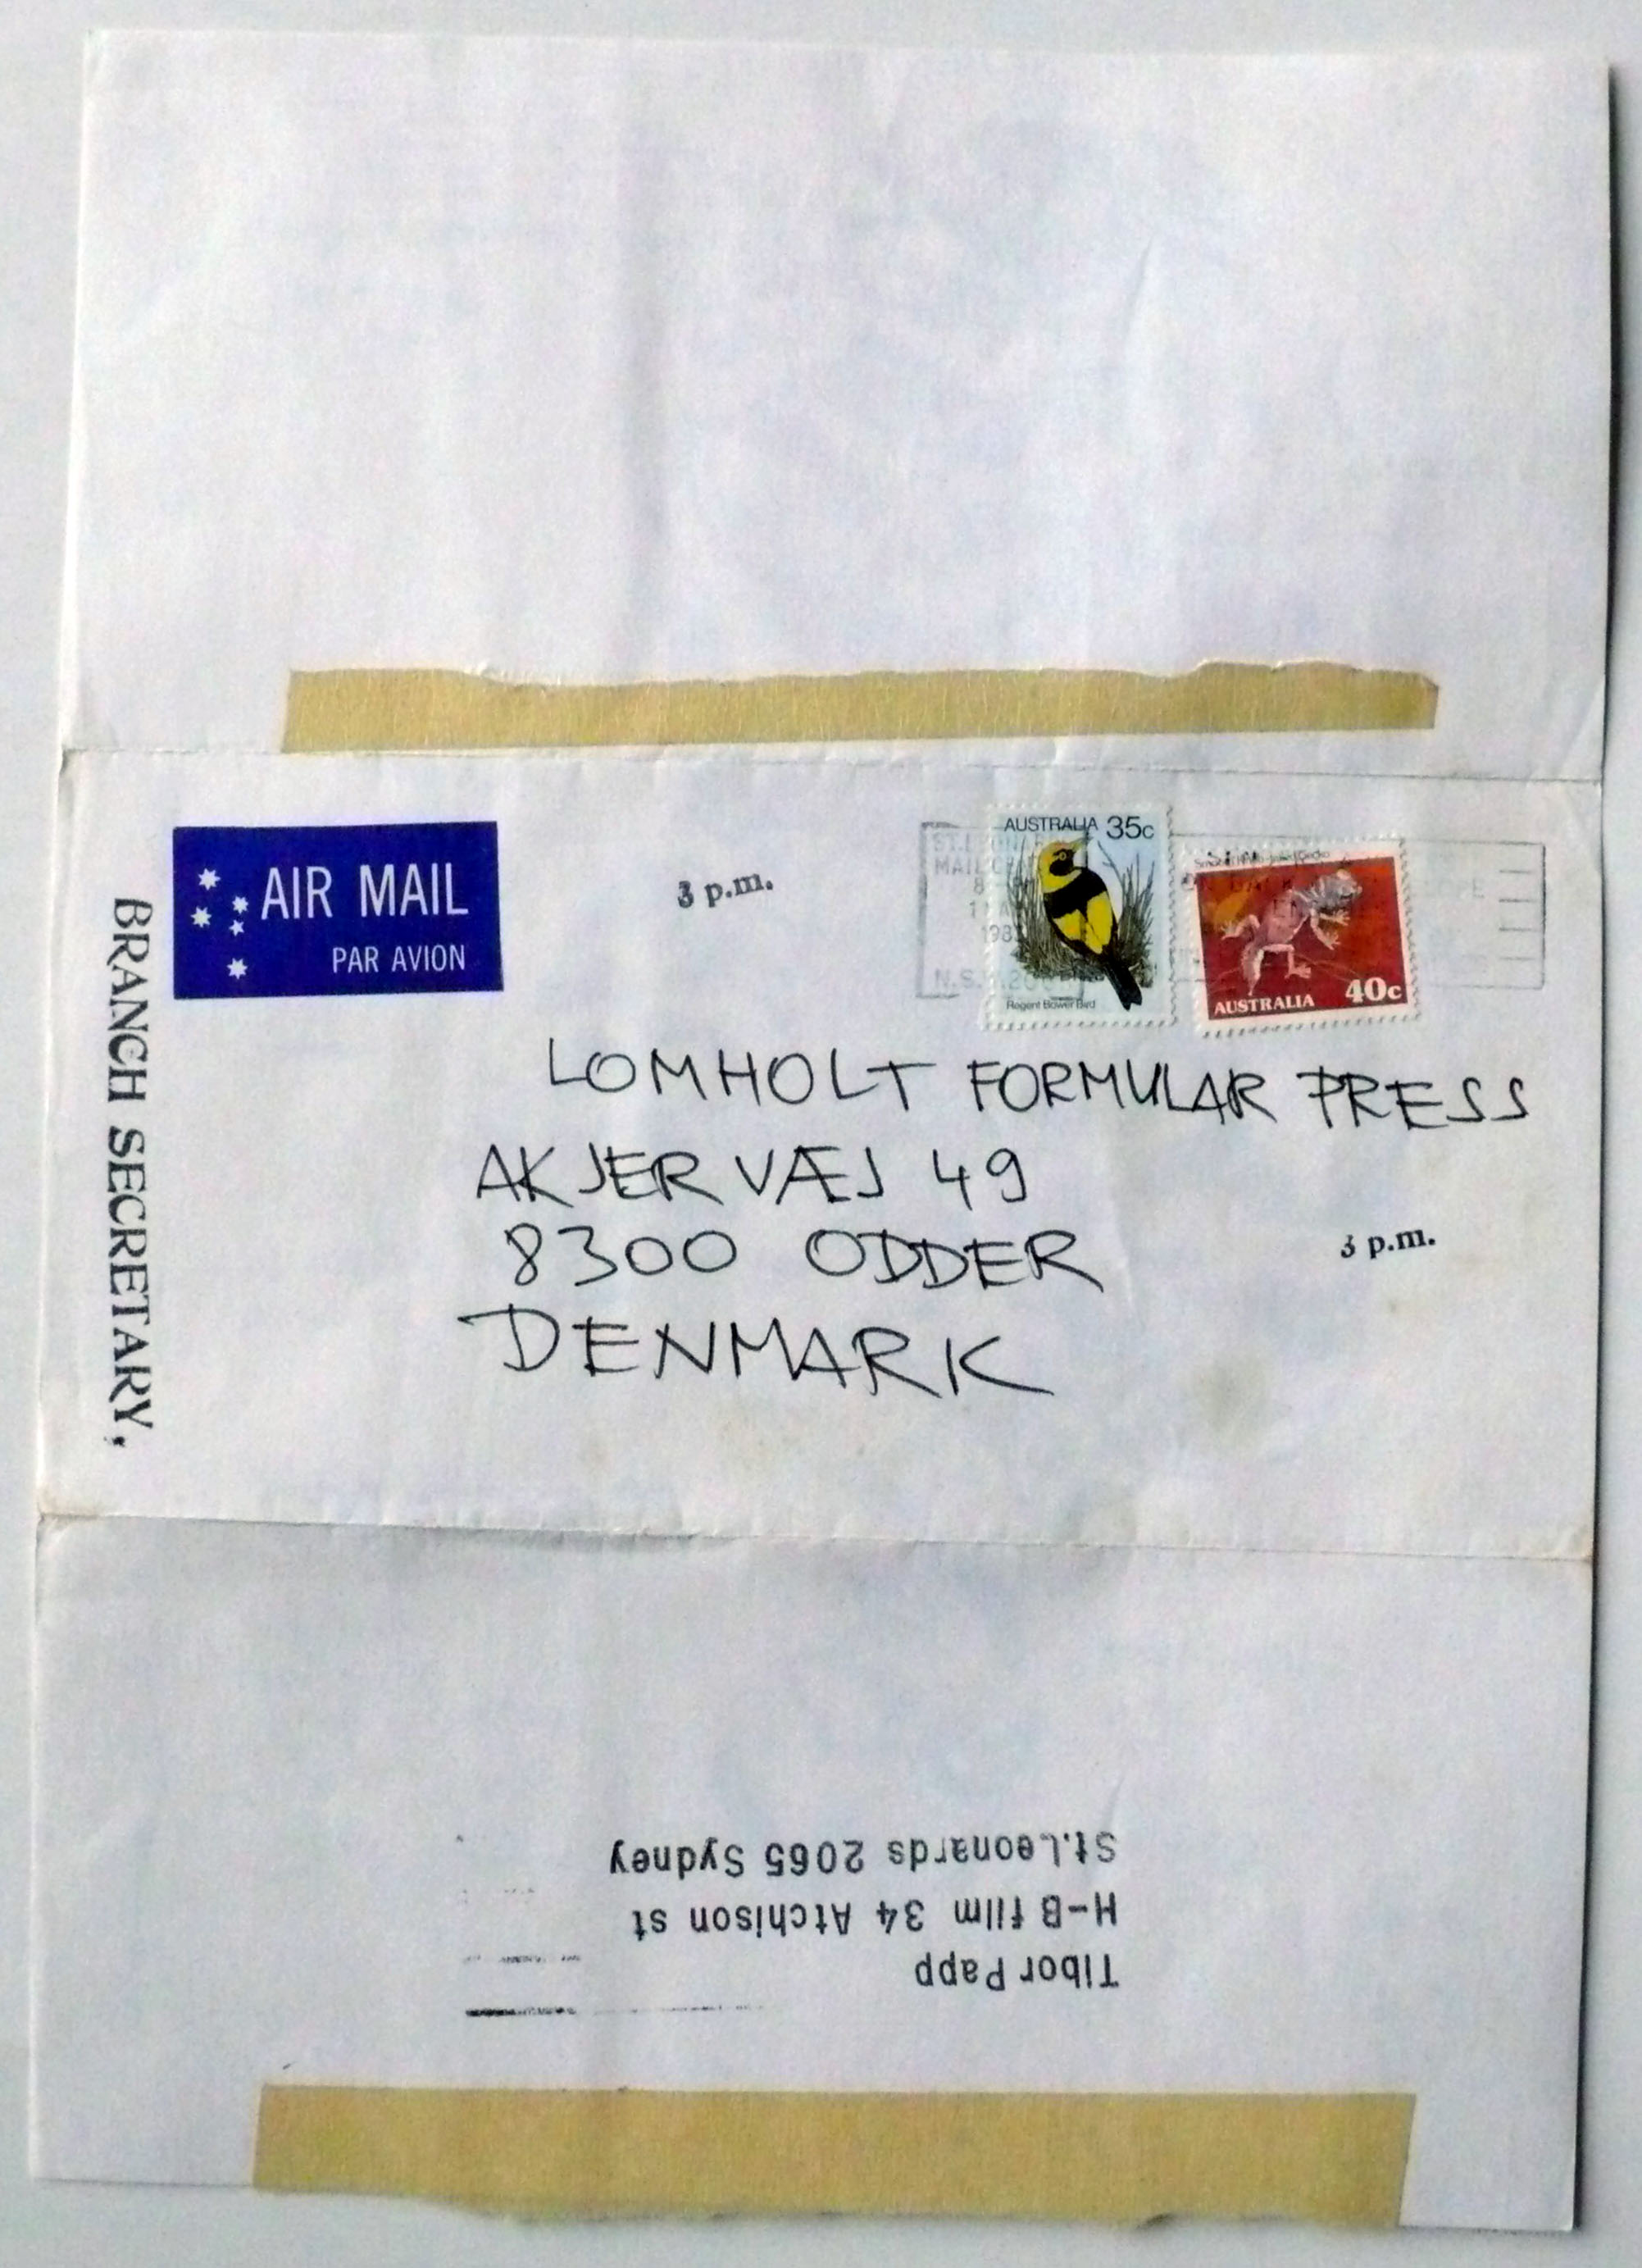 AIR MAIL
PAR AVION
3 p.m.
AUSTRALIA 35c
Regent Bower Bird
AUSTRALIA 40c
BRANCH SECRETARY,
LOMHOLT FORMULAR PRESS
AKJERVÆJ 49
8300 ODDER
DENMARK
3 p.m.
Tibor Papp
H-B film 34 Atchison st
St.Leonards 2065 Sydney